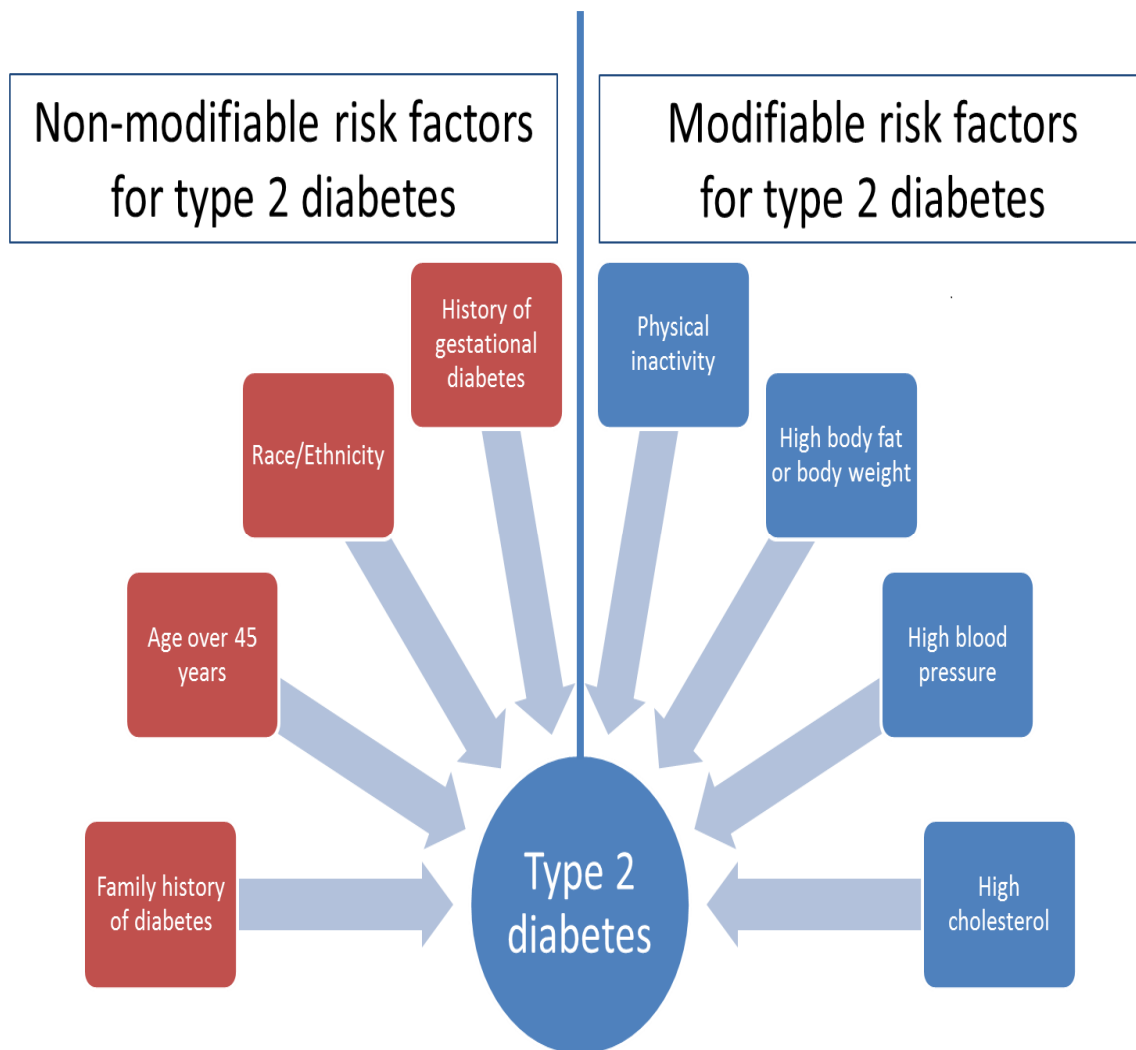 Non-modifiable risk factors
for type 2 diabetes
Modifiable risk factors
for type 2 diabetes
History of
gestational
diabetes
Physical
inactivity
Race/Ethnicity
High body fat
or body weight
Age over 45
years
High blood
pressure
Family history
of diabetes
Type 2
diabetes
High
cholesterol